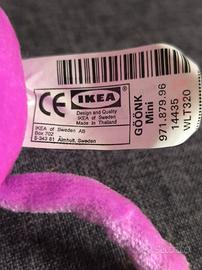 CE IKEA
Design and Quality
IKEA of Sweden
Made in Thailand
IKEA of Sweden AB
Box 702
S-343 81 Älmhult, Sweden
GÖÖNK
Mini
971.879.96
14435
WLT320